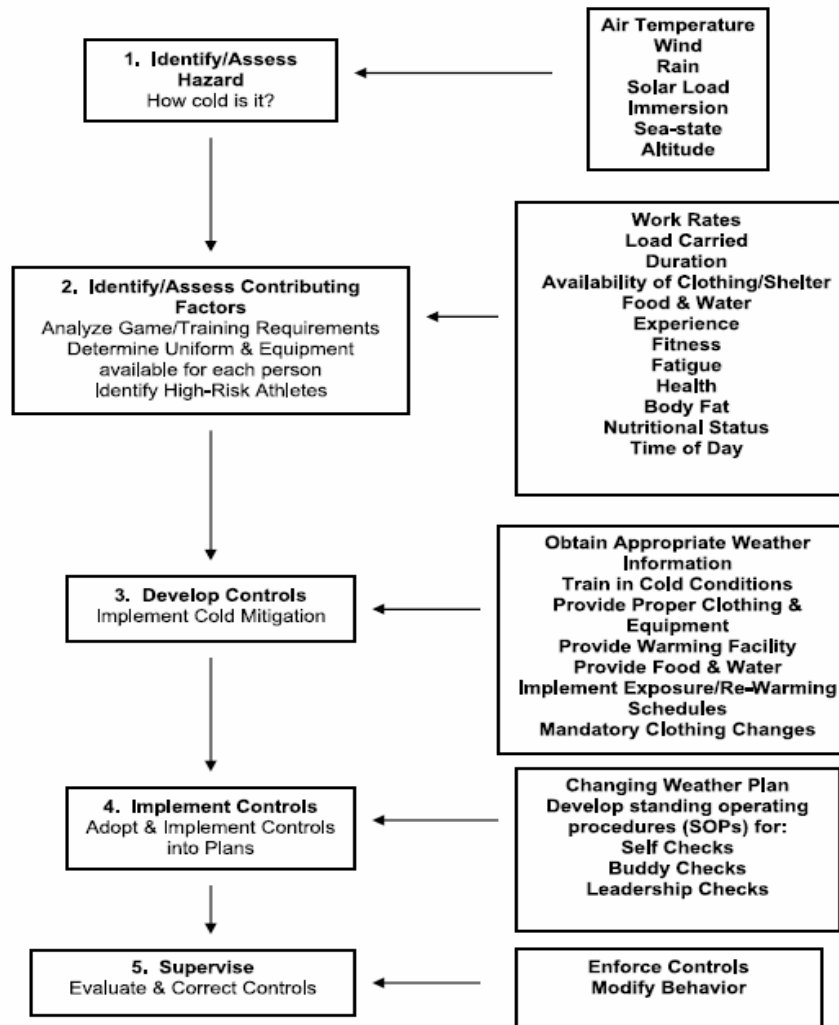 1. Identify/Assess
Hazard
How cold is it?
Air Temperature
Wind
Rain
Solar Load
Immersion
Sea-state
Altitude
2. Identify/Assess Contributing
Factors
Analyze Game/Training Requirements
Determine Uniform & Equipment
available for each person
Identify High-Risk Athletes
Work Rates
Load Carried
Duration
Availability of Clothing/Shelter
Food & Water
Experience
Fitness
Fatigue
Health
Body Fat
Nutritional Status
Time of Day
3. Develop Controls
Implement Cold Mitigation
Obtain Appropriate Weather
Information
Train in Cold Conditions
Provide Proper Clothing &
Equipment
Provide Warming Facility
Provide Food & Water
Implement Exposure/Re-Warming
Schedules
Mandatory Clothing Changes
4. Implement Controls
Adopt & Implement Controls
into Plans
Changing Weather Plan
Develop standing operating
procedures (SOPs) for:
Self Checks
Buddy Checks
Leadership Checks
5. Supervise
Evaluate & Correct Controls
Enforce Controls
Modify Behavior